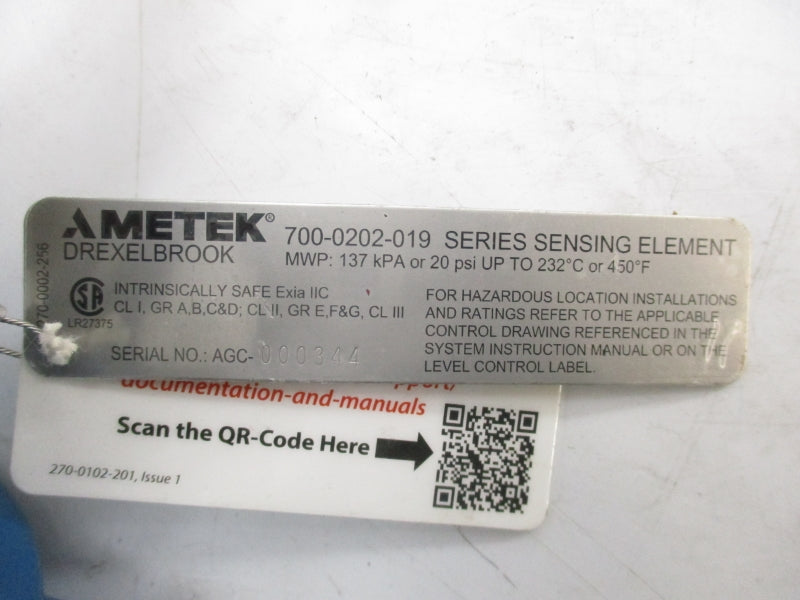 AMETEK®
DREXELBROOK
700-0202-019 SERIES SENSING ELEMENT
MWP: 137 kPA or 20 psi UP TO 232°C or 450°F
70-0002-256
LR27375
INTRINSICALLY SAFE Exia IIC
CL I, GR A,B,C&D; CL II, GR E,F&G, CL III
SERIAL NO.: AGC-000344
FOR HAZARDOUS LOCATION INSTALLATIONS
AND RATINGS REFER TO THE APPLICABLE
CONTROL DRAWING REFERENCED IN THE
SYSTEM INSTRUCTION MANUAL OR ON THE
LEVEL CONTROL LABEL.
documentation-and-manuals
Scan the QR-Code Here
270-0102-201, Issue 1